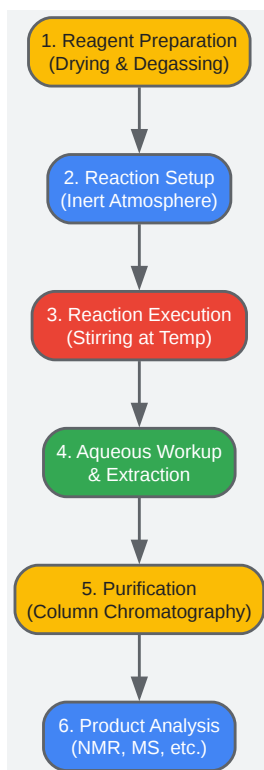 1. Reagent Preparation
(Drying & Degassing)
2. Reaction Setup
(Inert Atmosphere)
3. Reaction Execution
(Stirring at Temp)
4. Aqueous Workup
& Extraction
5. Purification
(Column Chromatography)
6. Product Analysis
(NMR, MS, etc.)